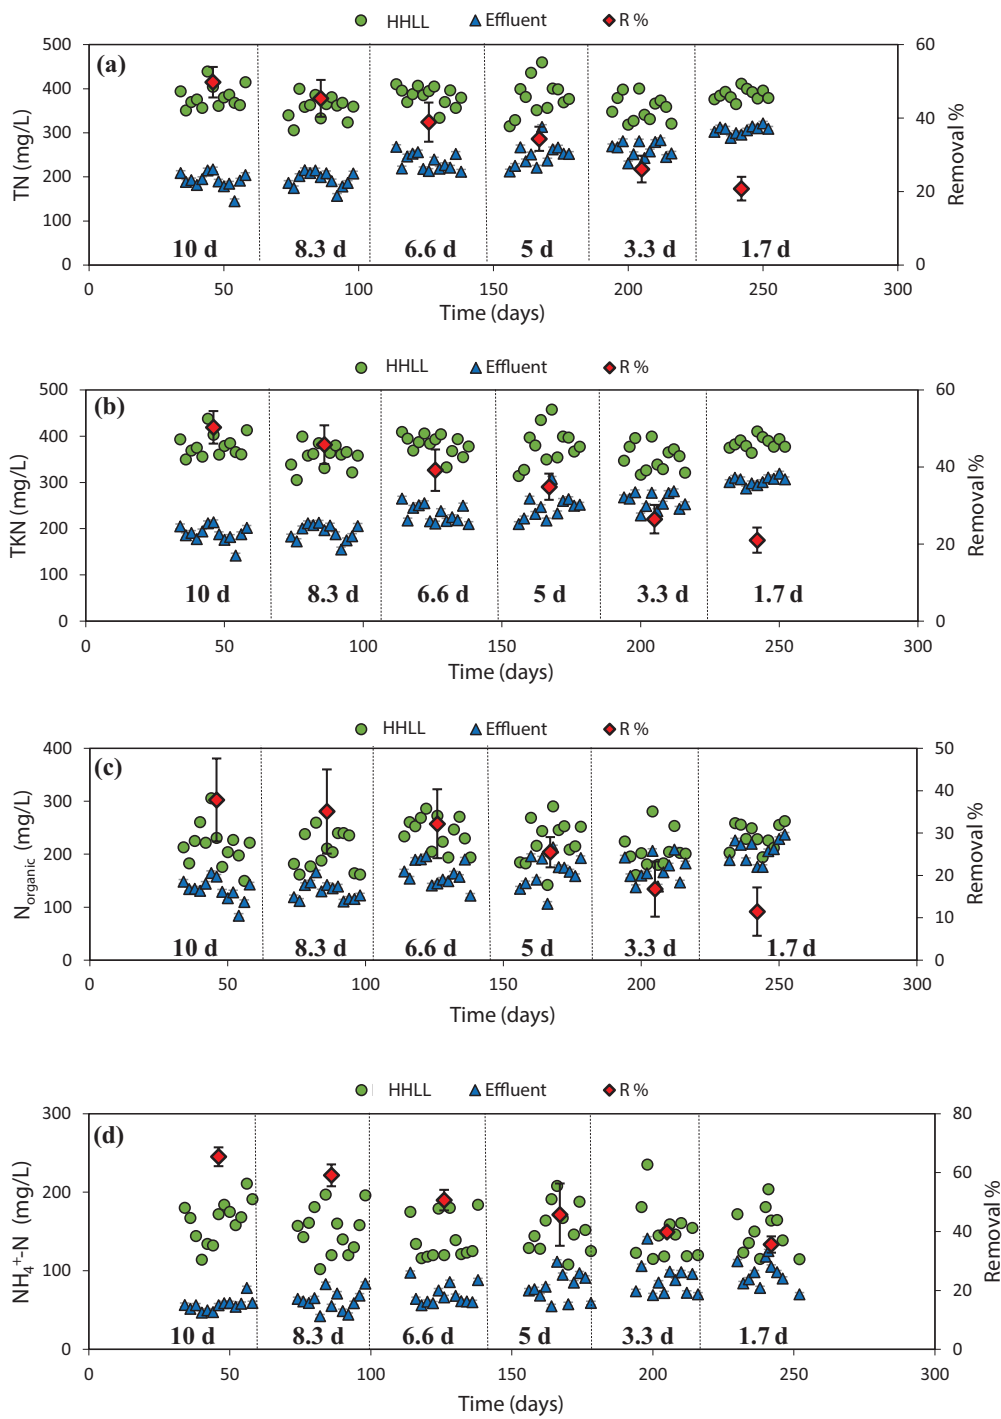 HHLL Effluent R %
(a)
TN (mg/L)
500
400
300
200
100
0
60
40
20
0
Removal %
10 d 8.3 d 6.6 d 5 d 3.3 d 1.7 d
0 50 100 150 200 250 300
Time (days)
HHLL Effluent R %
(b)
TKN (mg/L)
500
400
300
200
100
0
60
40
20
0
Removal %
10 d 8.3 d 6.6 d 5 d 3.3 d 1.7 d
0 50 100 150 200 250 300
Time (days)
HHLL Effluent R %
(c)
Norganic (mg/L)
400
300
200
100
0
50
40
30
20
10
0
Removal %
10 d 8.3 d 6.6 d 5 d 3.3 d 1.7 d
0 50 100 150 200 250 300
Time (days)
HHLL Effluent R %
(d)
NH4+-N (mg/L)
300
200
100
0
80
60
40
20
0
Removal %
10 d 8.3 d 6.6 d 5 d 3.3 d 1.7 d
0 50 100 150 200 250 300
Time (days)